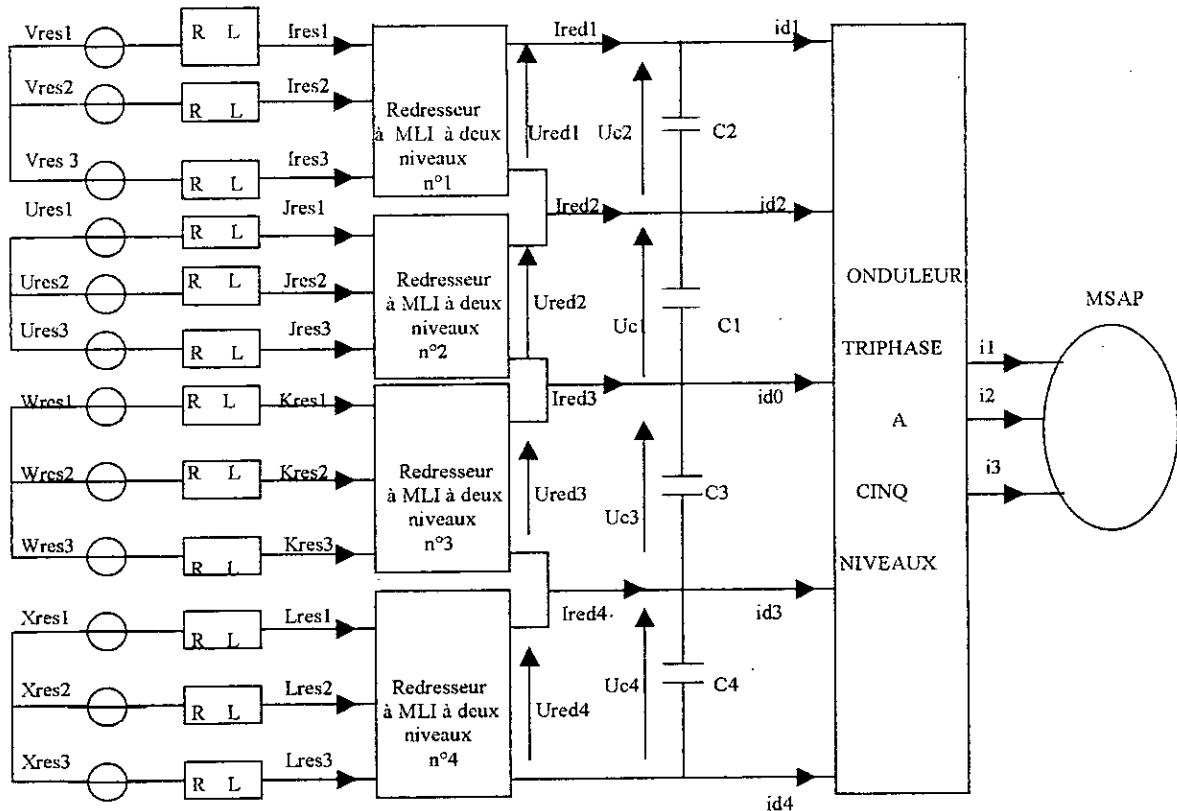 Vres1
R L
Ires1
Ired1
id1
Vres2
R L
Ires2
Redresseur
à MLI à deux
niveaux
n°1
Ured1
Uc2
C2
Vres 3
R L
Ires3
Ures1
R L
Jres1
Ired2
id2
Ures2
R L
Jres2
Redresseur
à MLI à deux
niveaux
n°2
Ured2
Uc1
C1
Ures3
R L
Jres3
Wres1
R L
Kres1
Ired3
id0
Wres2
R L
Kres2
Redresseur
à MLI à deux
niveaux
n°3
Ured3
Uc3
C3
Wres3
R L
Kres3
Xres1
R L
Lres1
Ired4
id3
Xres2
R L
Lres2
Redresseur
à MLI à deux
niveaux
n°4
Ured4
Uc4
C4
Xres3
R L
Lres3
id4
ONDULEUR
TRIPHASE
A
CINQ
NIVEAUX
MSAP
i1
i2
i3